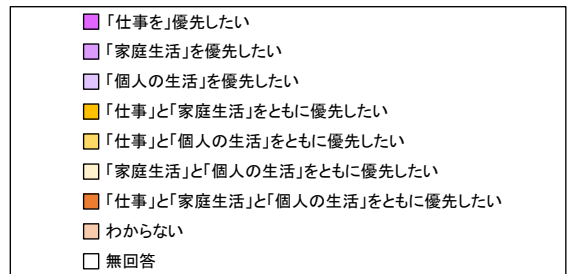 「仕事を」優先したい
「家庭生活」を優先したい
「個人の生活」を優先したい
「仕事」と「家庭生活」をともに優先したい
「仕事」と「個人の生活」をともに優先したい
「家庭生活」と「個人の生活」をともに優先したい
「仕事」と「家庭生活」と「個人の生活」をともに優先したい
わからない
無回答